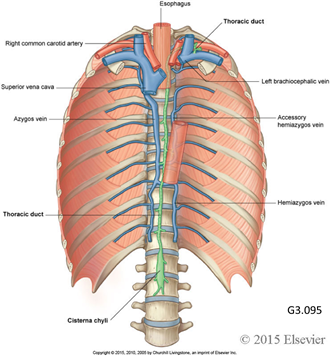 Esophagus
Thoracic duct
Right common carotid artery
Left brachiocephalic vein
Superior vena cava
Azygos vein
Accessory
hemiazygos vein
Hemiazygos vein
Thoracic duct
Cisterna chyli
G3.095
© 2015 Elsevier
Copyright © 2010, 2010, 2005 by Churchill Livingstone, an imprint of Elsevier, Inc.